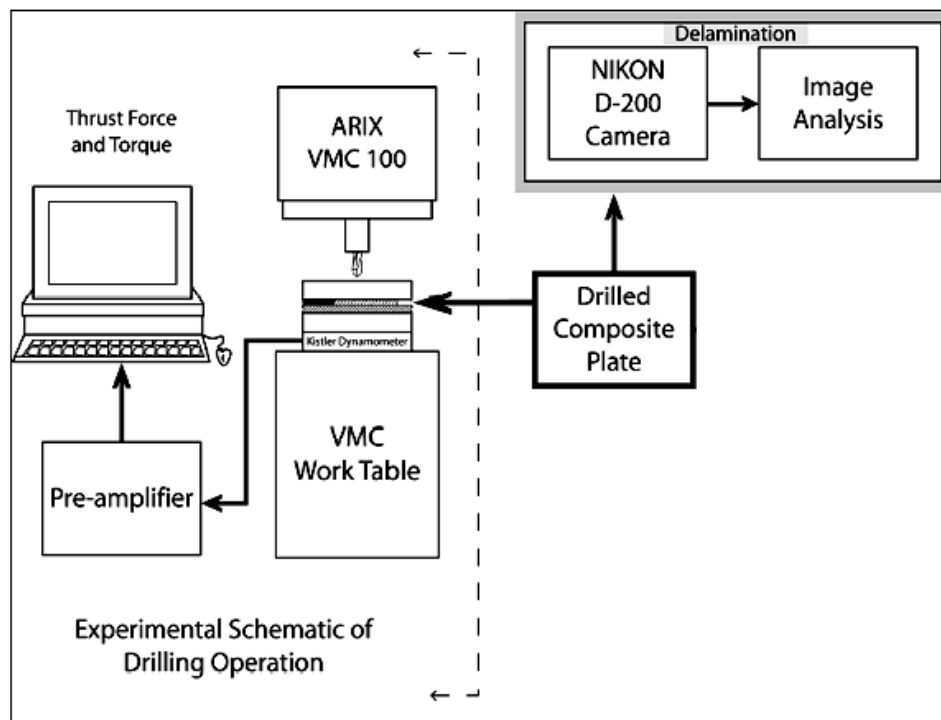 Delamination
NIKON
D-200
Camera
Image
Analysis
Thrust Force
and Torque
ARIX
VMC 100
Drilled
Composite
Plate
Kistler Dynamometer
VMC
Work Table
Pre-amplifier
Experimental Schematic of
Drilling Operation